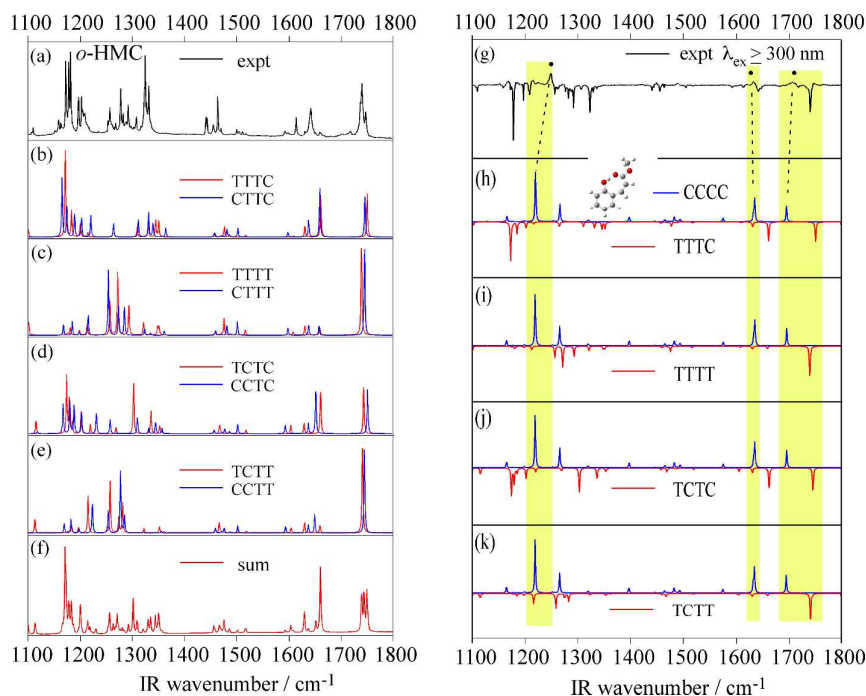 1100 1200 1300 1400 1500 1600 1700 1800
(a) o-HMC expt
(b) TTTC
CTTC
(c) TTTT
CTTT
(d) TCTC
CCTC
(e) TCTT
CCTT
(f) sum
1100 1200 1300 1400 1500 1600 1700 1800
IR wavenumber / cm-1
1100 1200 1300 1400 1500 1600 1700 1800
(g) expt λex ≥ 300 nm
(h) CCCC
TTTC
(i)
TTTT
(j)
TCTC
(k)
TCTT
1100 1200 1300 1400 1500 1600 1700 1800
IR wavenumber / cm-1